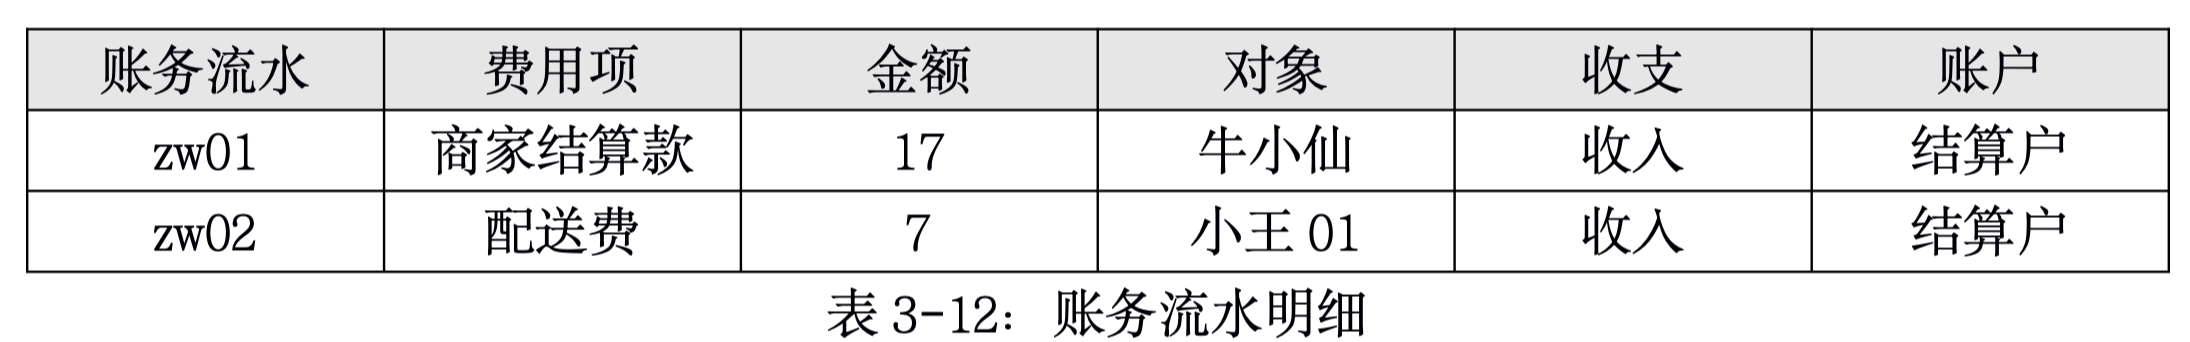 账务流水 费用项 金额 对象 收支 账户
zw01 商家结算款 17 牛小仙 收入 结算户
zw02 配送费 7 小王 01 收入 结算户
表 3-12：账务流水明细